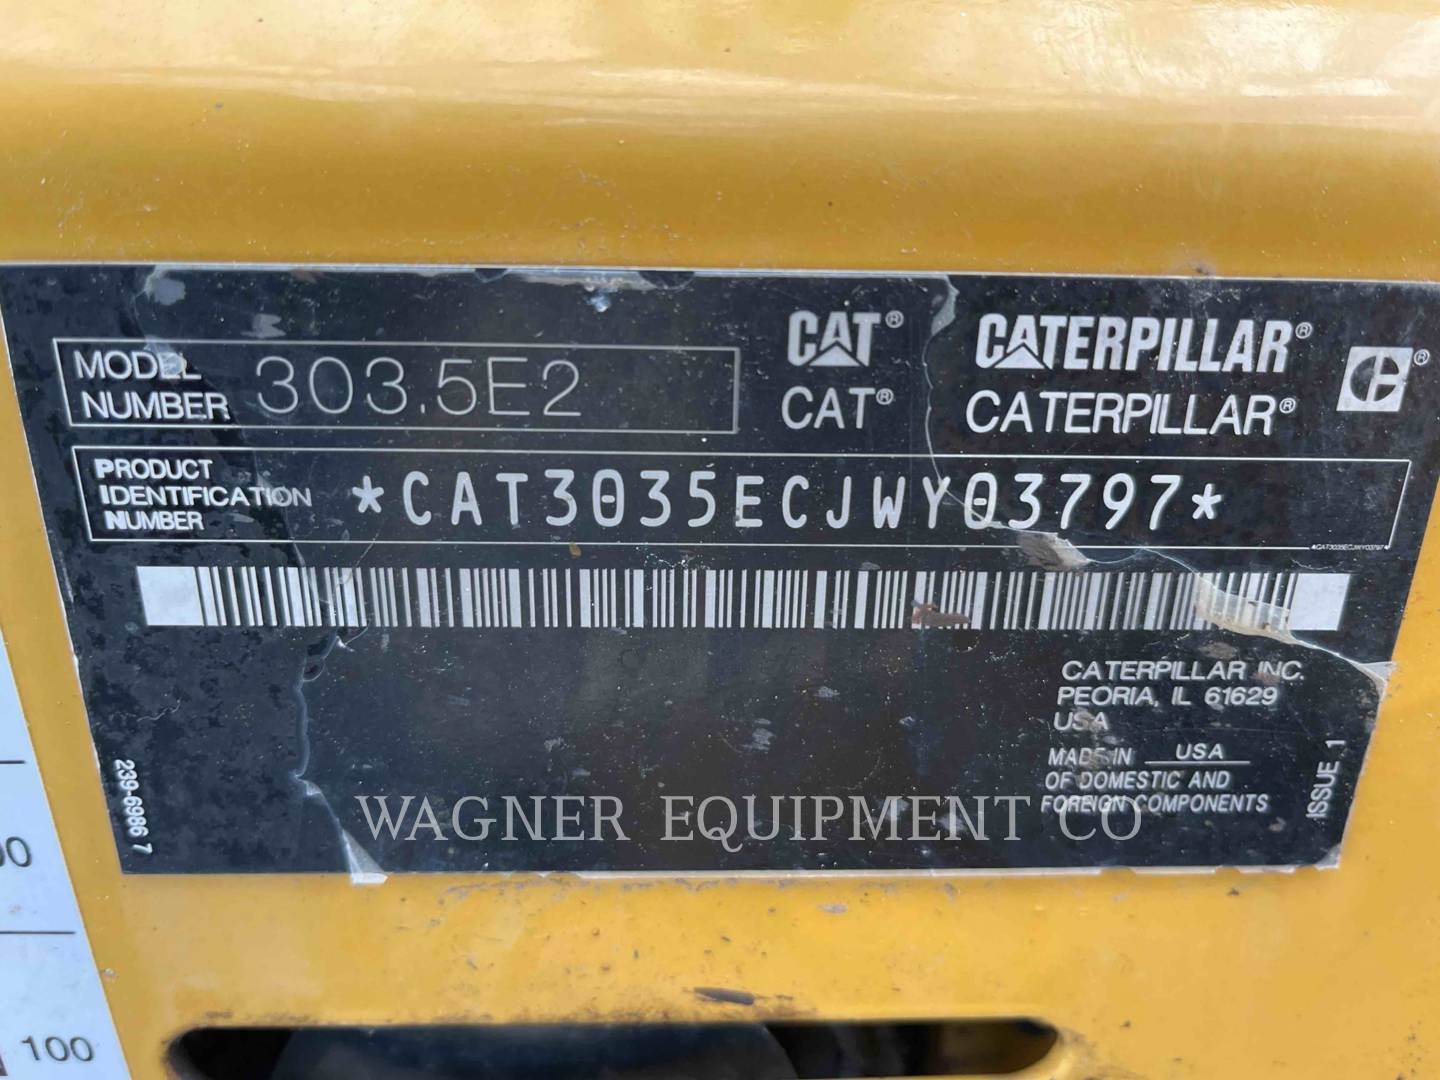 MODEL NUMBER 303.5E2
CAT® CATERPILLAR®
CAT® CATERPILLAR®
PRODUCT IDENTIFICATION NUMBER *CAT3035ECJWY03797*
*CAT3035ECJWY03797*
CATERPILLAR INC.
PEORIA, IL 61629
USA
MADE IN USA
OF DOMESTIC AND
FOREIGN COMPONENTS
ISSUE 1
239-6986 7
WAGNER EQUIPMENT CO
100